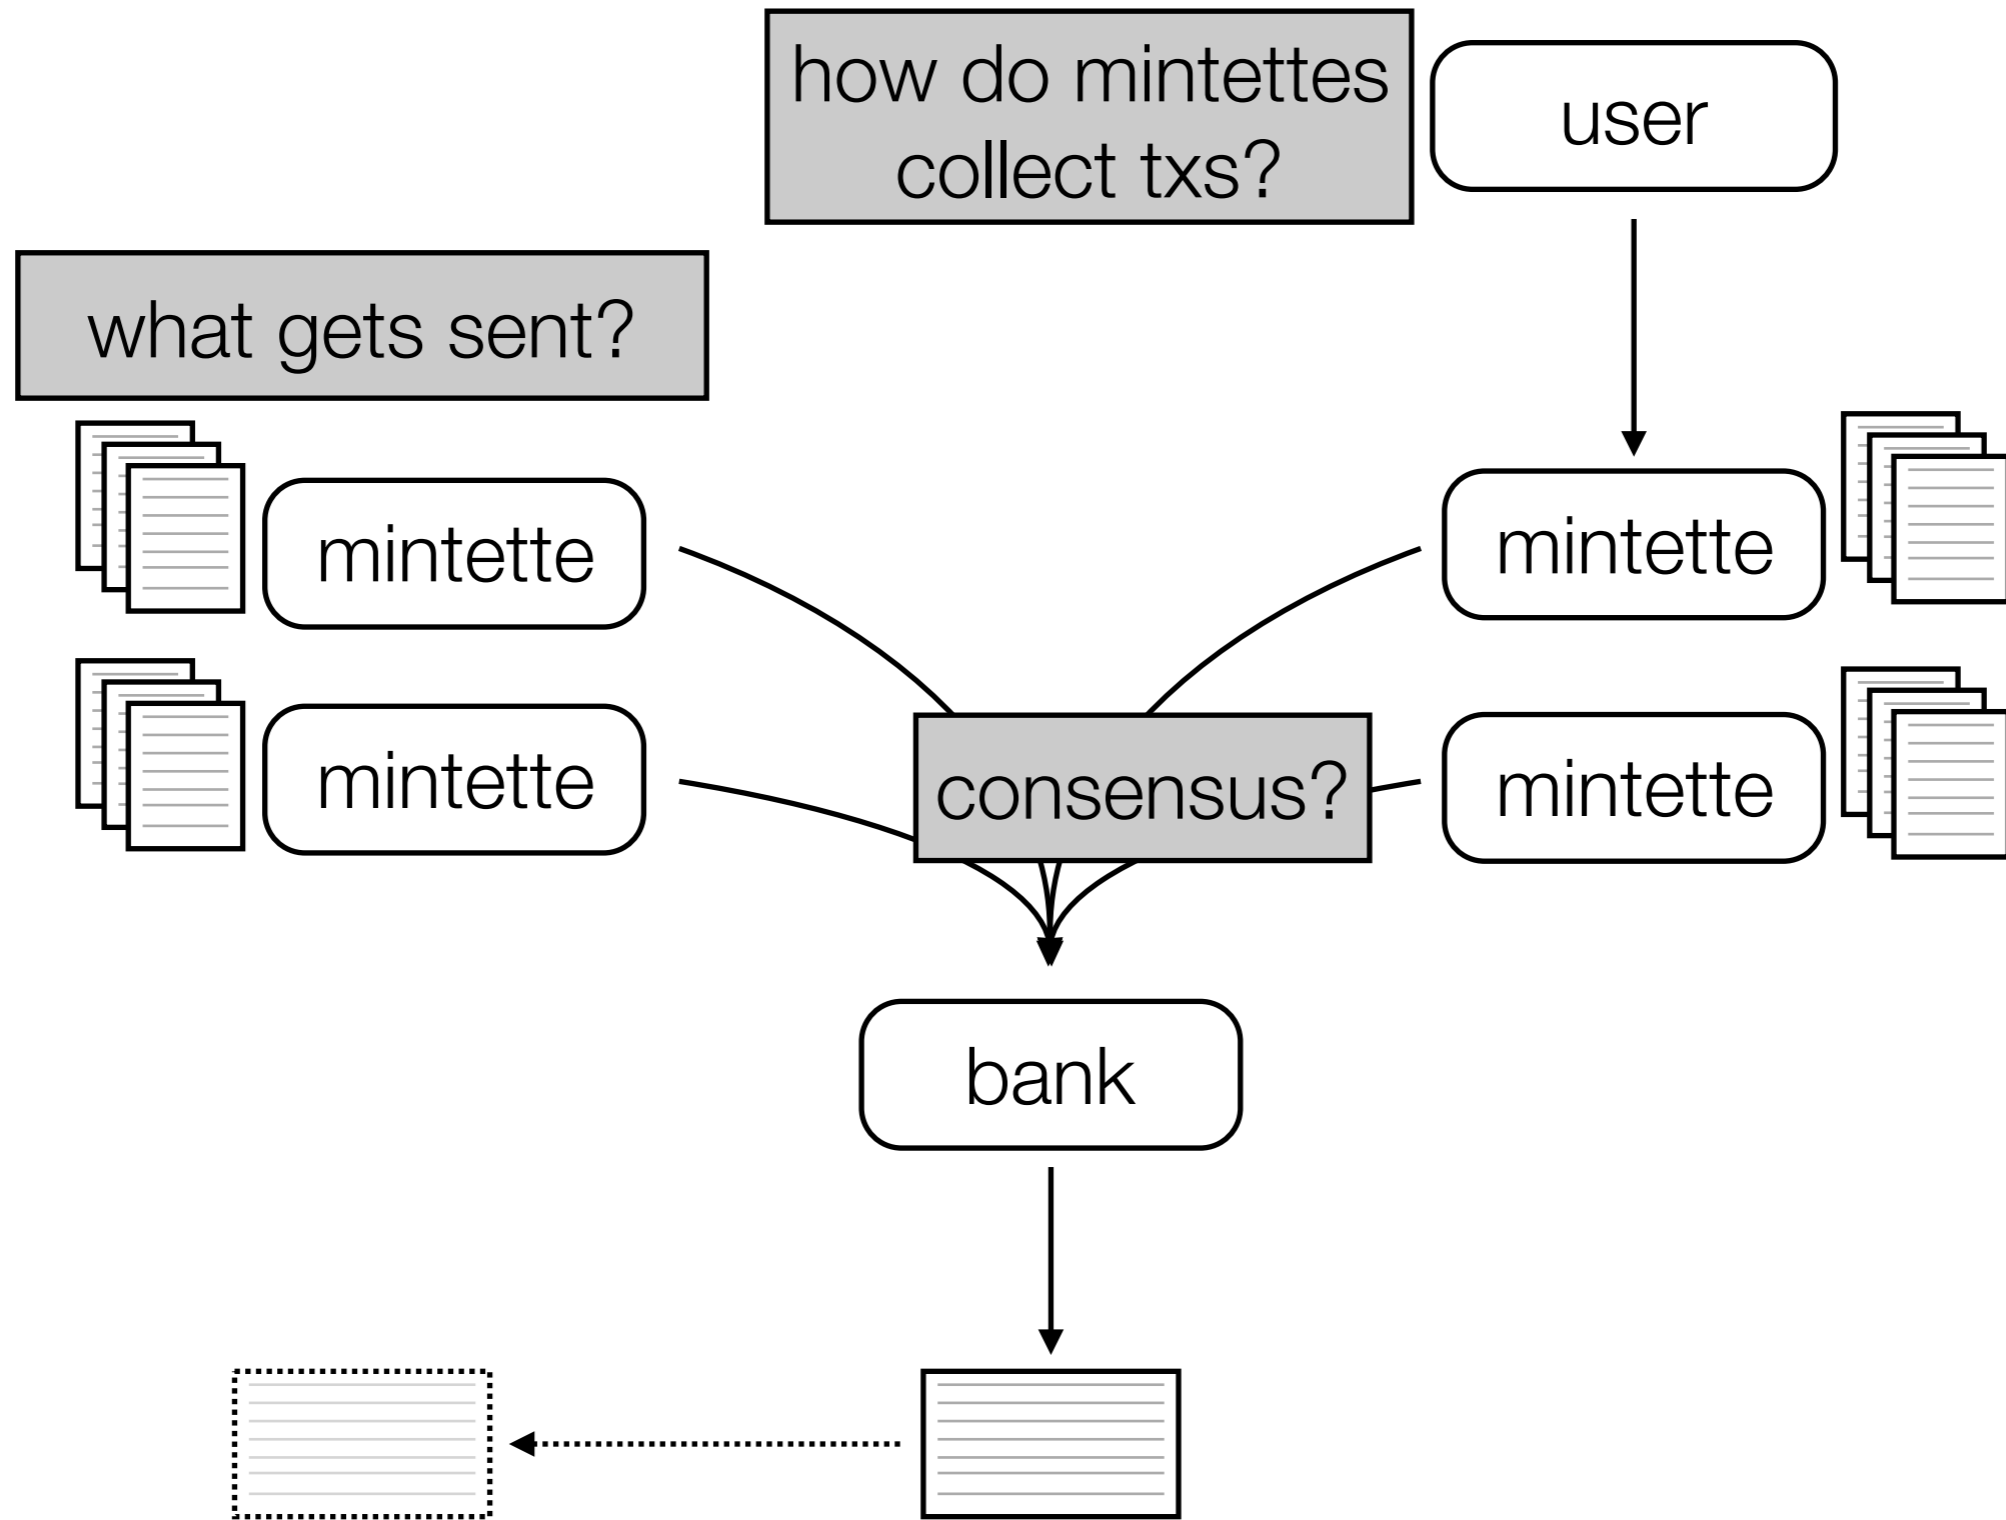 how do mintettes
collect txs?
user
what gets sent?
mintette
mintette
mintette
consensus?
mintette
bank